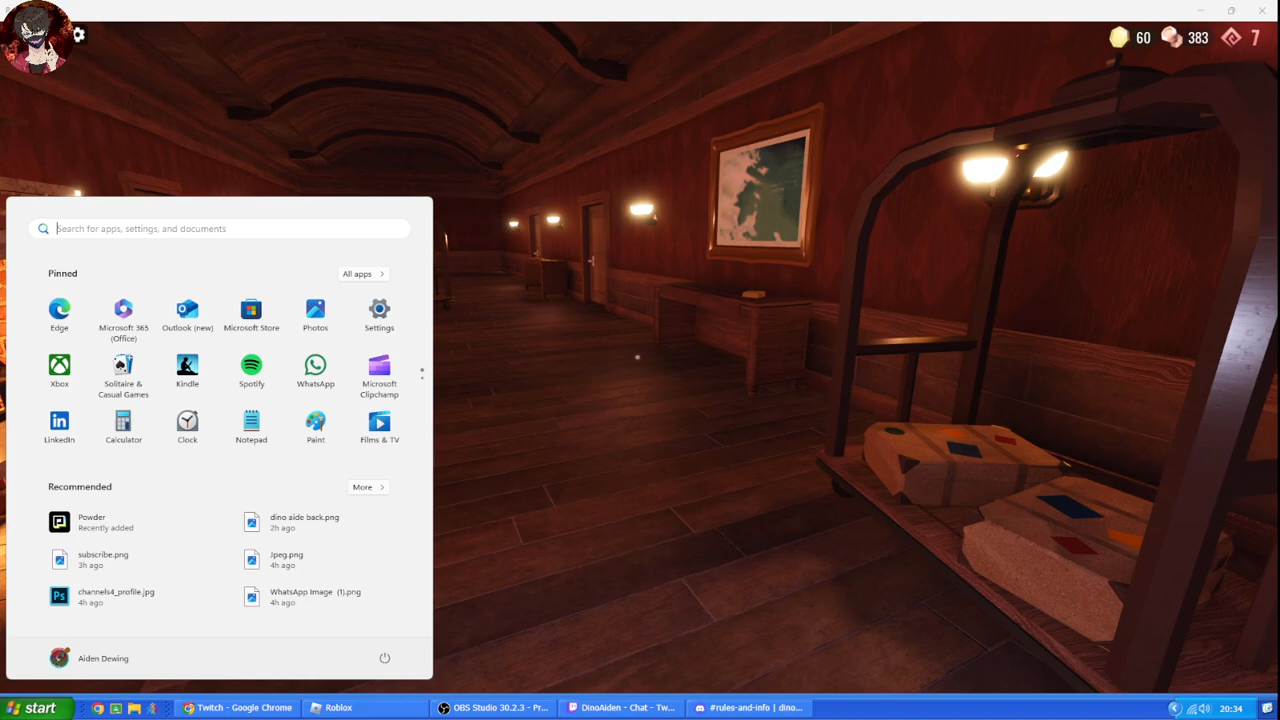 60 383 7
Search for apps, settings, and documents
Pinned
All apps >
Edge
Microsoft 365 (Office)
Outlook (new)
Microsoft Store
Photos
Settings
Xbox
Solitaire & Casual Games
Kindle
Spotify
WhatsApp
Microsoft Clipchamp
LinkedIn
Calculator
Clock
Notepad
Paint
Films & TV
Recommended
More >
Powder
Recently added
dino aide back.png
2h ago
subscribe.png
3h ago
Jpeg.png
4h ago
Ps
channels4_profile.jpg
4h ago
WhatsApp Image (1).png
4h ago
Aiden Dewing
start
Twitch - Google Chrome
Roblox
OBS Studio 30.2.3 - Pr...
DinoAiden - Chat - Tw...
#rules-and-info | dino...
20:34